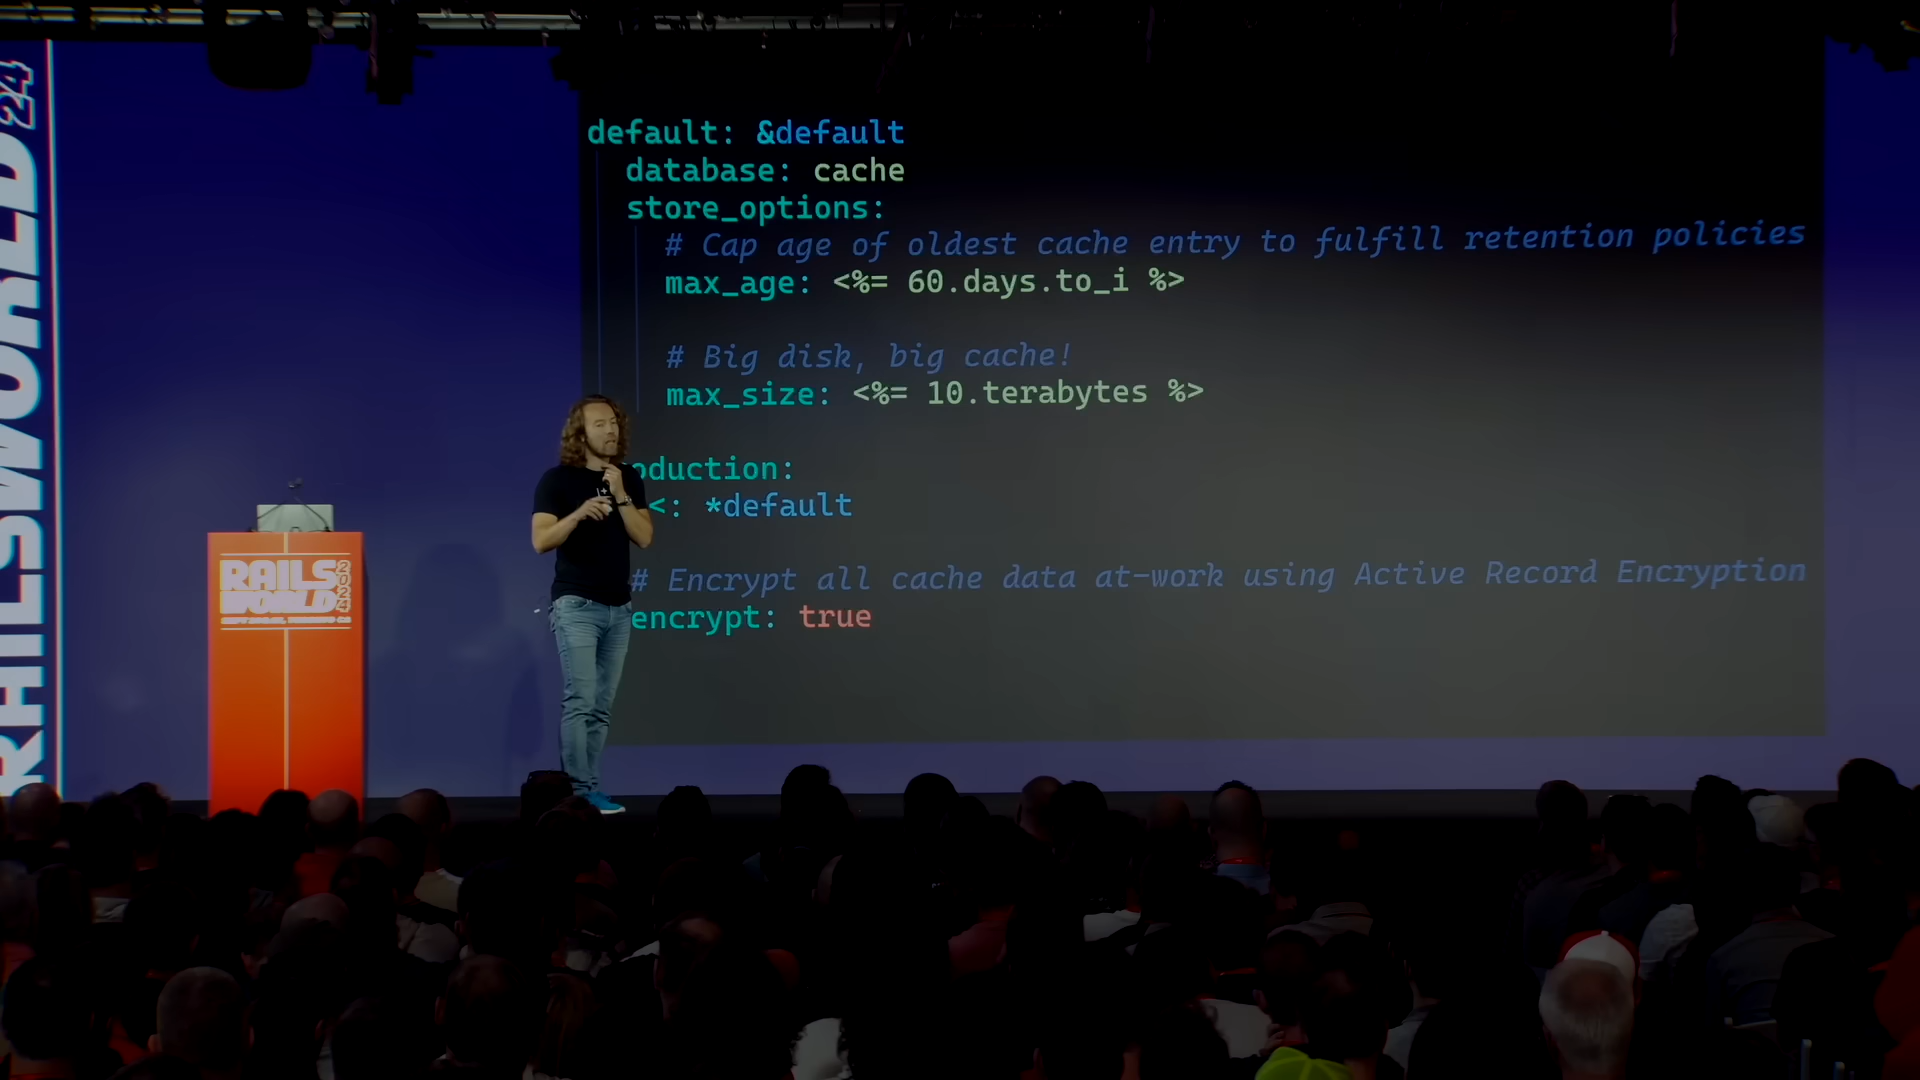 RAILS WORLD 24
default: &default
database: cache
store_options:
# Cap age of oldest cache entry to fulfill retention policies
max_age: <%= 60.days.to_i %>
# Big disk, big cache!
max_size: <%= 10.terabytes %>
oduction:
<: *default
# Encrypt all cache data at-work using Active Record Encryption
encrypt: true
RAILS
WORLD
2024